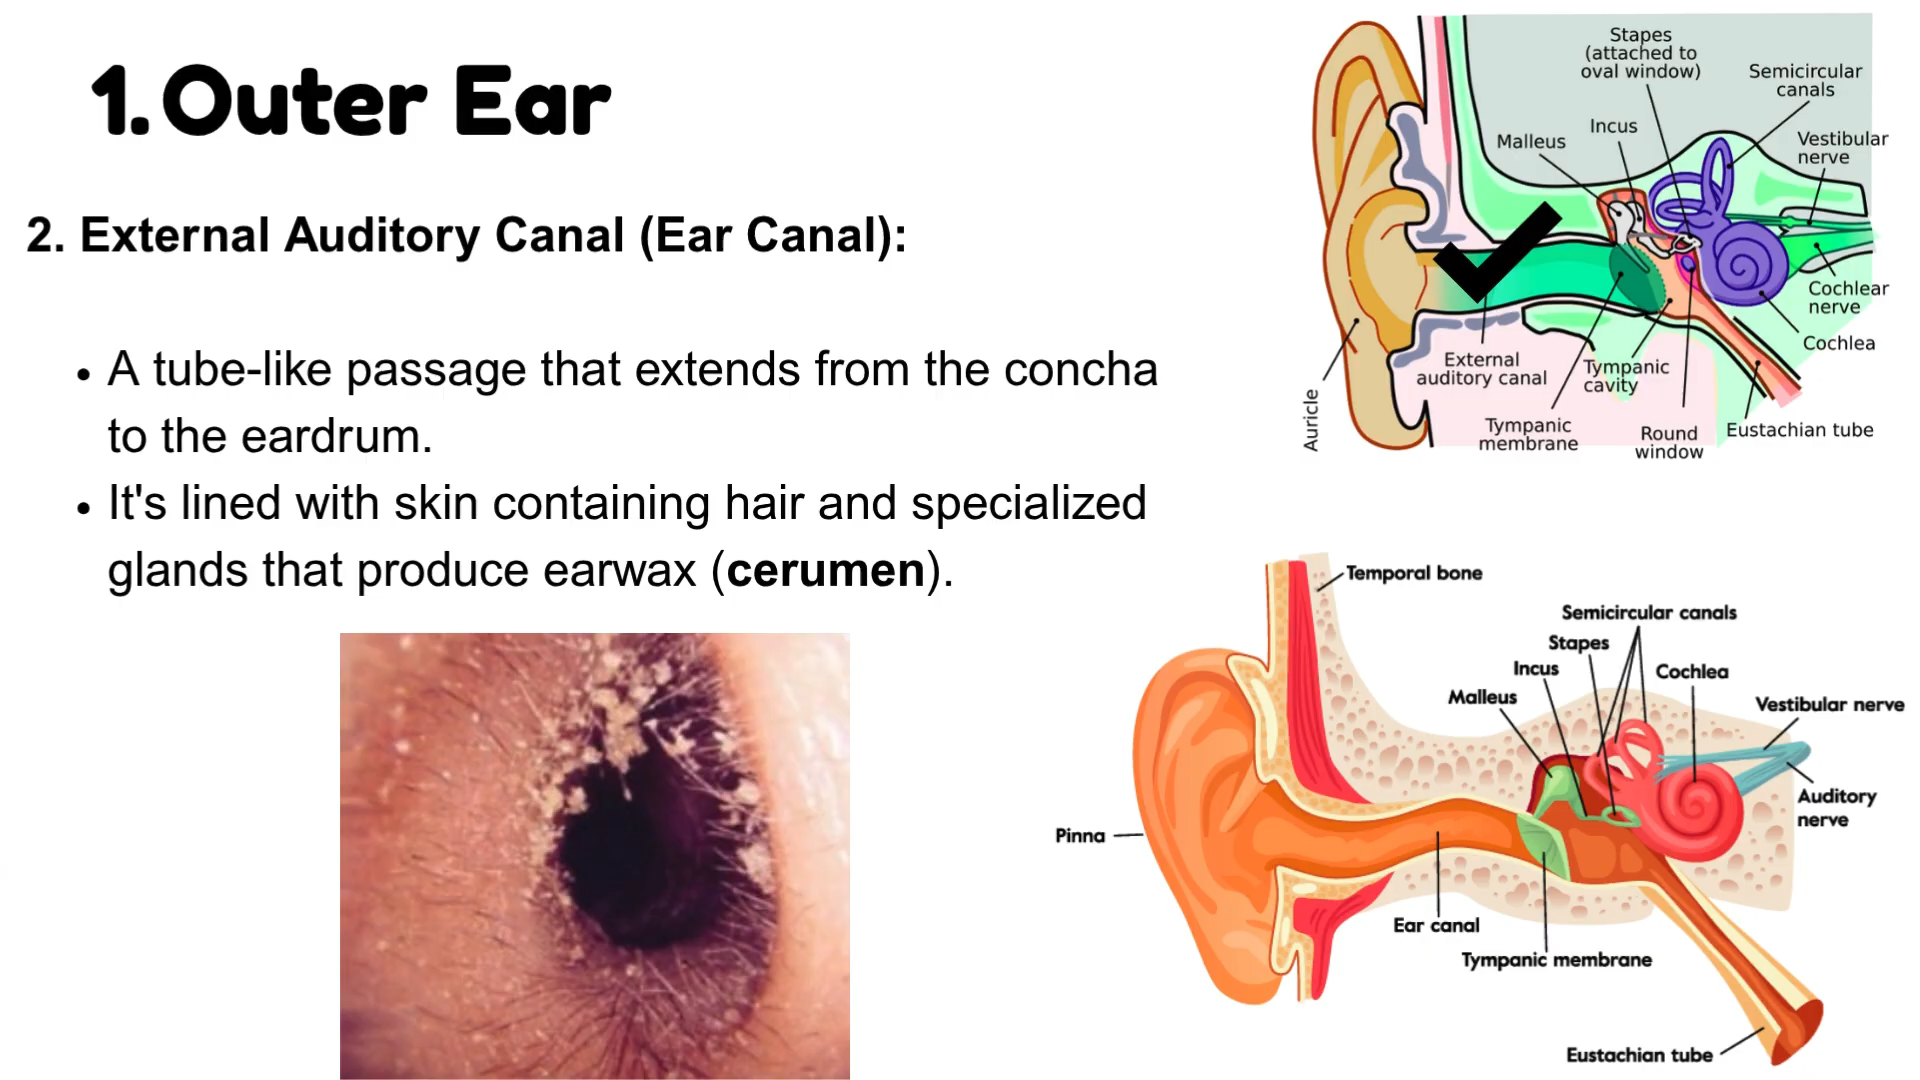 1. Outer Ear
2. External Auditory Canal (Ear Canal):
• A tube-like passage that extends from the concha
to the eardrum.
• It's lined with skin containing hair and specialized
glands that produce earwax (cerumen).
Stapes
(attached to
oval window)
Semicircular
canals
Malleus
Incus
Vestibular
nerve
Cochlear
nerve
Cochlea
External
auditory canal
Tympanic
cavity
Auricle
Tympanic
membrane
Round
window
Eustachian tube
Temporal bone
Semicircular canals
Stapes
Incus
Cochlea
Malleus
Vestibular nerve
Auditory
nerve
Pinna
Ear canal
Tympanic membrane
Eustachian tube